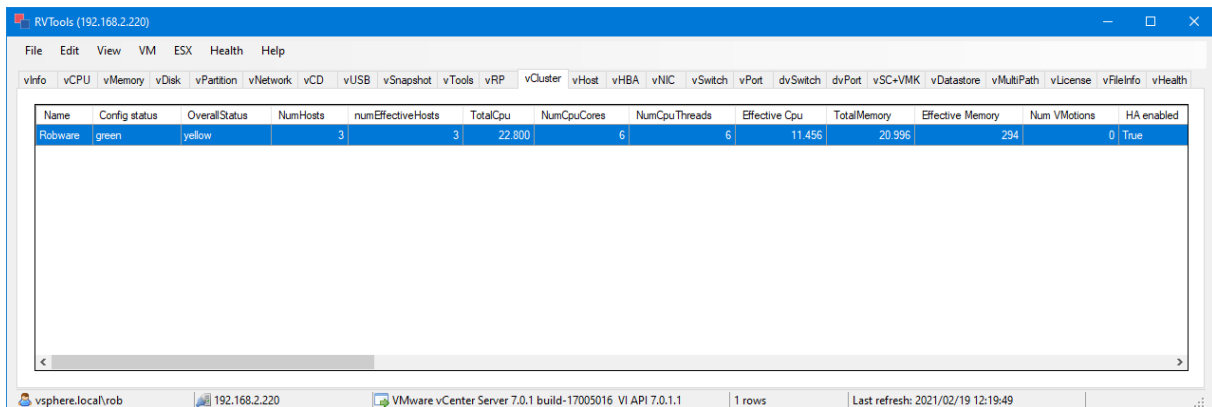 RVTools (192.168.2.220)
File Edit View VM ESX Health Help
vInfo vCPU vMemory vDisk vPartition vNetwork vCD vUSB vSnapshot vTools vRP vCluster vHost vHBA vNIC vSwitch vPort dvSwitch dvPort vSC+VMK vDatastore vMultiPath vLicense vFileInfo vHealth
Name Config status OverallStatus NumHosts numEffectiveHosts TotalCpu NumCpuCores NumCpuThreads Effective Cpu TotalMemory Effective Memory Num VMotions HA enabled
Robware green yellow 3 3 22.800 6 6 11.456 20.996 294 0 True
vsphere.local\rob 192.168.2.220 VMware vCenter Server 7.0.1 build-17005016 VI API 7.0.1.1 1 rows Last refresh: 2021/02/19 12:19:49